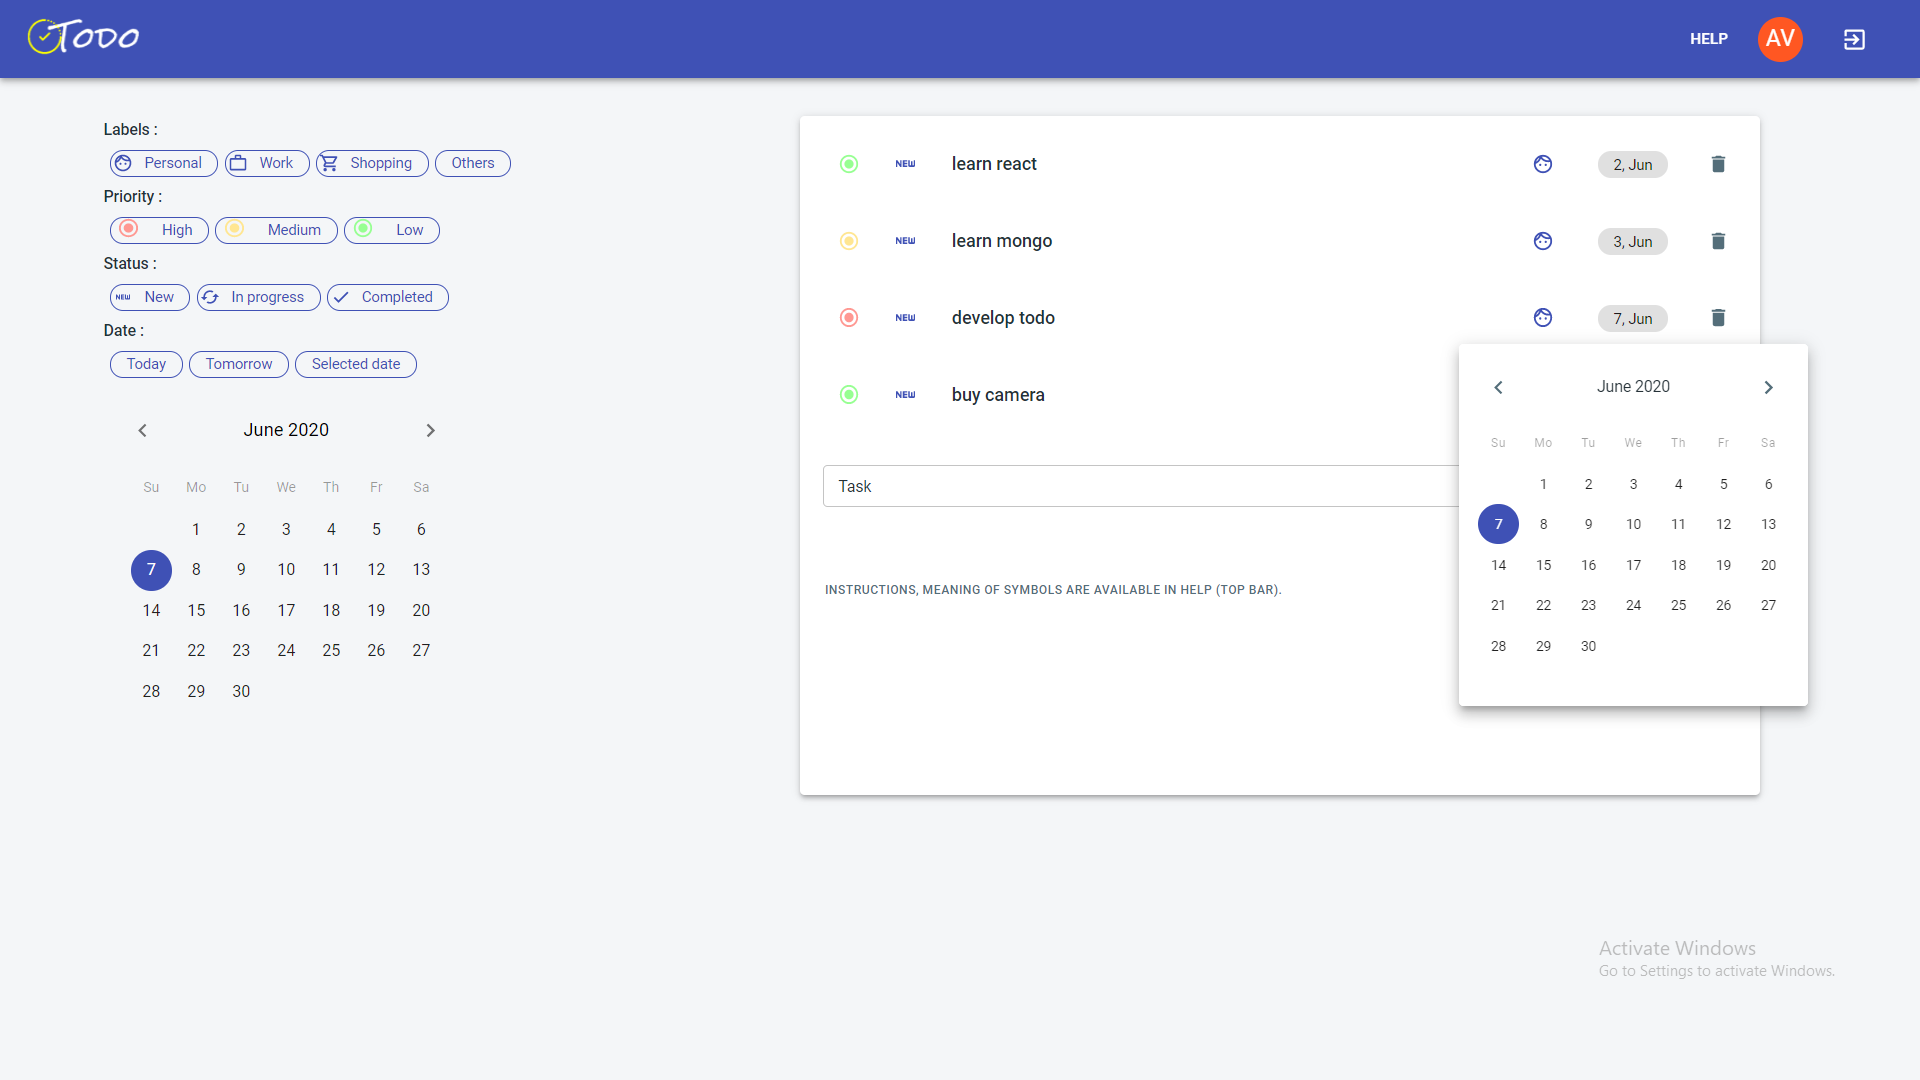 Todo
HELP AV
Labels :
Personal Work Shopping Others
Priority :
High Medium Low
Status :
NEW New In progress Completed
Date :
Today Tomorrow Selected date
June 2020
Su Mo Tu We Th Fr Sa
1 2 3 4 5 6
7 8 9 10 11 12 13
14 15 16 17 18 19 20
21 22 23 24 25 26 27
28 29 30
NEW learn react 2, Jun
NEW learn mongo 3, Jun
NEW develop todo 7, Jun
NEW buy camera
Task
INSTRUCTIONS, MEANING OF SYMBOLS ARE AVAILABLE IN HELP (TOP BAR).
June 2020
Su Mo Tu We Th Fr Sa
1 2 3 4 5 6
7 8 9 10 11 12 13
14 15 16 17 18 19 20
21 22 23 24 25 26 27
28 29 30
Activate Windows
Go to Settings to activate Windows.